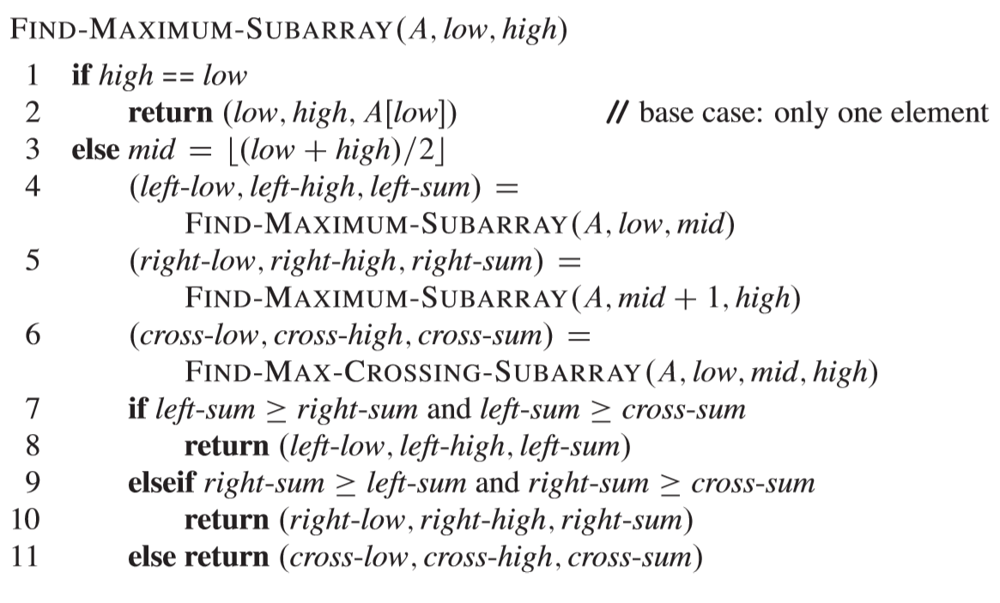 FIND-MAXIMUM-SUBARRAY(A, low, high)
1 if high == low
2 return (low, high, A[low]) // base case: only one element
3 else mid = ⌊(low + high)/2⌋
4 (left-low, left-high, left-sum) =
FIND-MAXIMUM-SUBARRAY(A, low, mid)
5 (right-low, right-high, right-sum) =
FIND-MAXIMUM-SUBARRAY(A, mid + 1, high)
6 (cross-low, cross-high, cross-sum) =
FIND-MAX-CROSSING-SUBARRAY(A, low, mid, high)
7 if left-sum ≥ right-sum and left-sum ≥ cross-sum
8 return (left-low, left-high, left-sum)
9 elseif right-sum ≥ left-sum and right-sum ≥ cross-sum
10 return (right-low, right-high, right-sum)
11 else return (cross-low, cross-high, cross-sum)